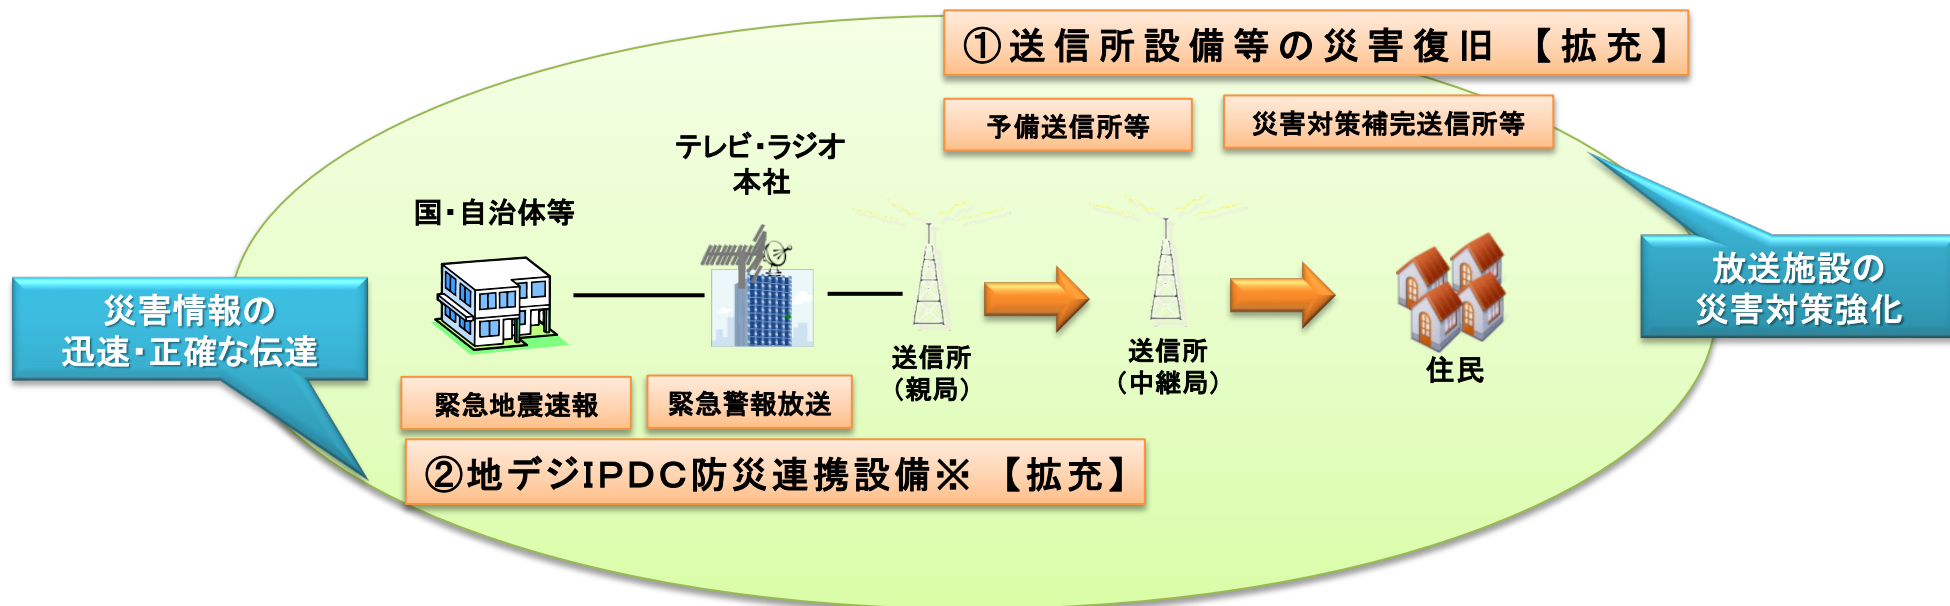 ①送信所設備等の災害復旧 【拡充】
予備送信所等
災害対策補完送信所等
テレビ・ラジオ
本社
国・自治体等
放送施設の
災害対策強化
災害情報の
迅速・正確な伝達
送信所
（親局）
送信所
（中継局）
住民
緊急地震速報
緊急警報放送
②地デジIPDC防災連携設備※ 【拡充】